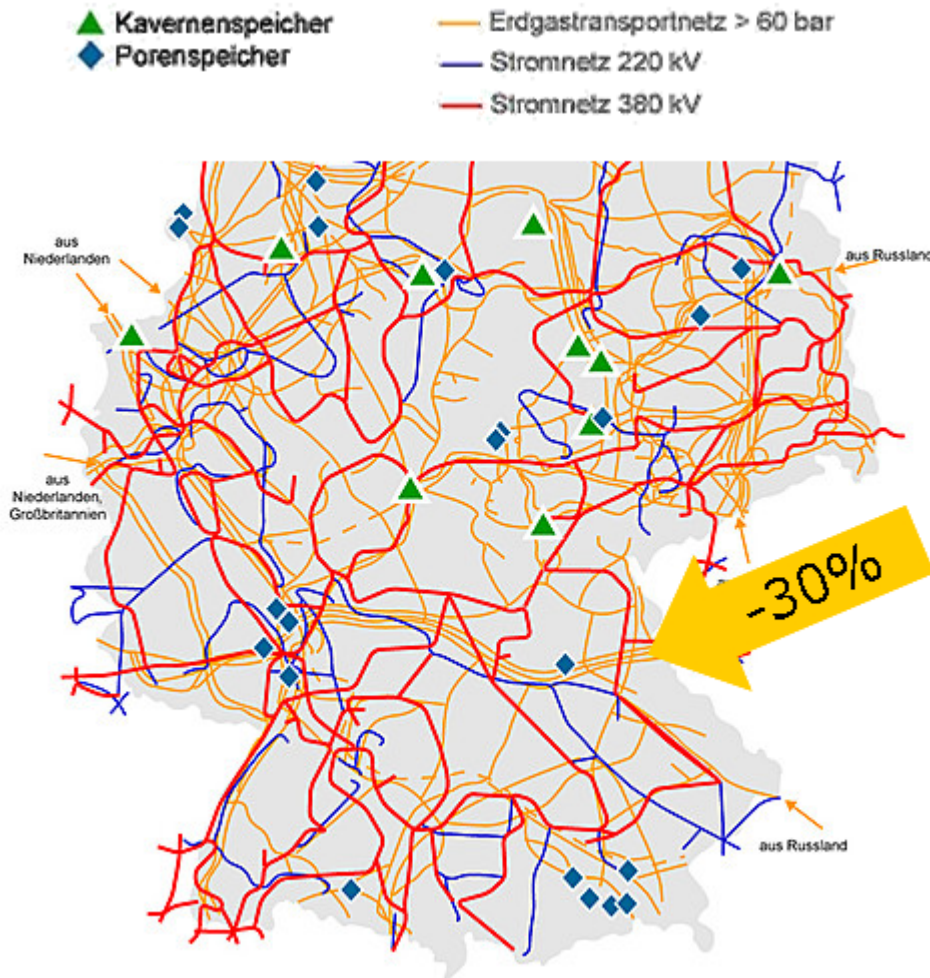 Kavernenspeicher
Porenspeicher
Erdgastransportnetz > 60 bar
Stromnetz 220 kV
Stromnetz 380 kV
aus
Niederlanden
aus Russland
aus
Niederlanden,
Großbritannien
-30%
aus Russland